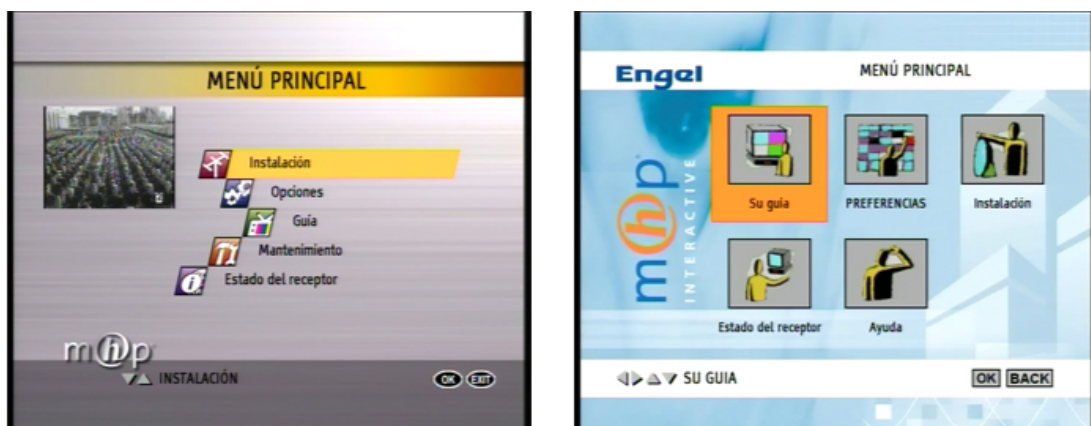 MENÚ PRINCIPAL
Instalación
Opciones
Guía
Mantenimiento
Estado del receptor
mhp
INSTALACIÓN
OK EXIT
Engel
MENÚ PRINCIPAL
mhp
INTERACTIVE
Su guia
PREFERENCIAS
Instalación
Estado del receptor
Ayuda
SU GUIA
OK BACK